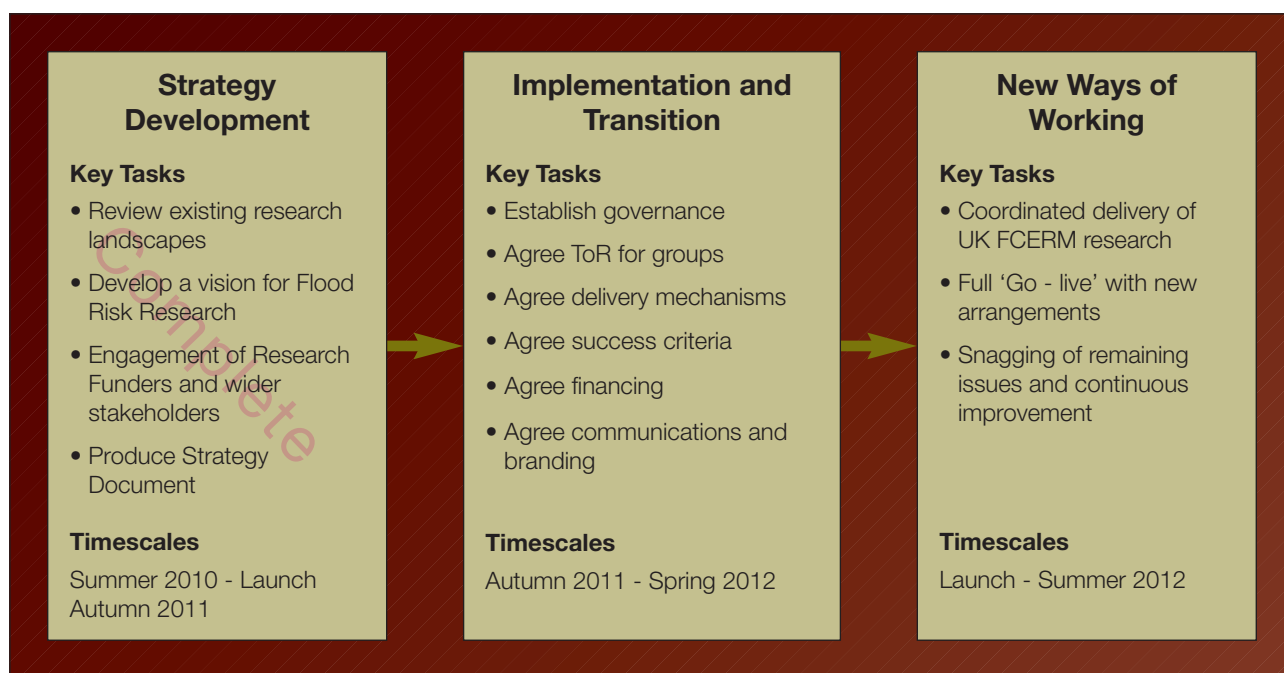 Strategy
Development
Key Tasks
• Review existing research
landscapes
• Develop a vision for Flood
Risk Research
• Engagement of Research
Funders and wider
stakeholders
• Produce Strategy
Document
Timescales
Summer 2010 - Launch
Autumn 2011
Complete
Implementation and
Transition
Key Tasks
• Establish governance
• Agree ToR for groups
• Agree delivery mechanisms
• Agree success criteria
• Agree financing
• Agree communications and
branding
Timescales
Autumn 2011 - Spring 2012
New Ways of
Working
Key Tasks
• Coordinated delivery of
UK FCERM research
• Full ‘Go - live’ with new
arrangements
• Snagging of remaining
issues and continuous
improvement
Timescales
Launch - Summer 2012